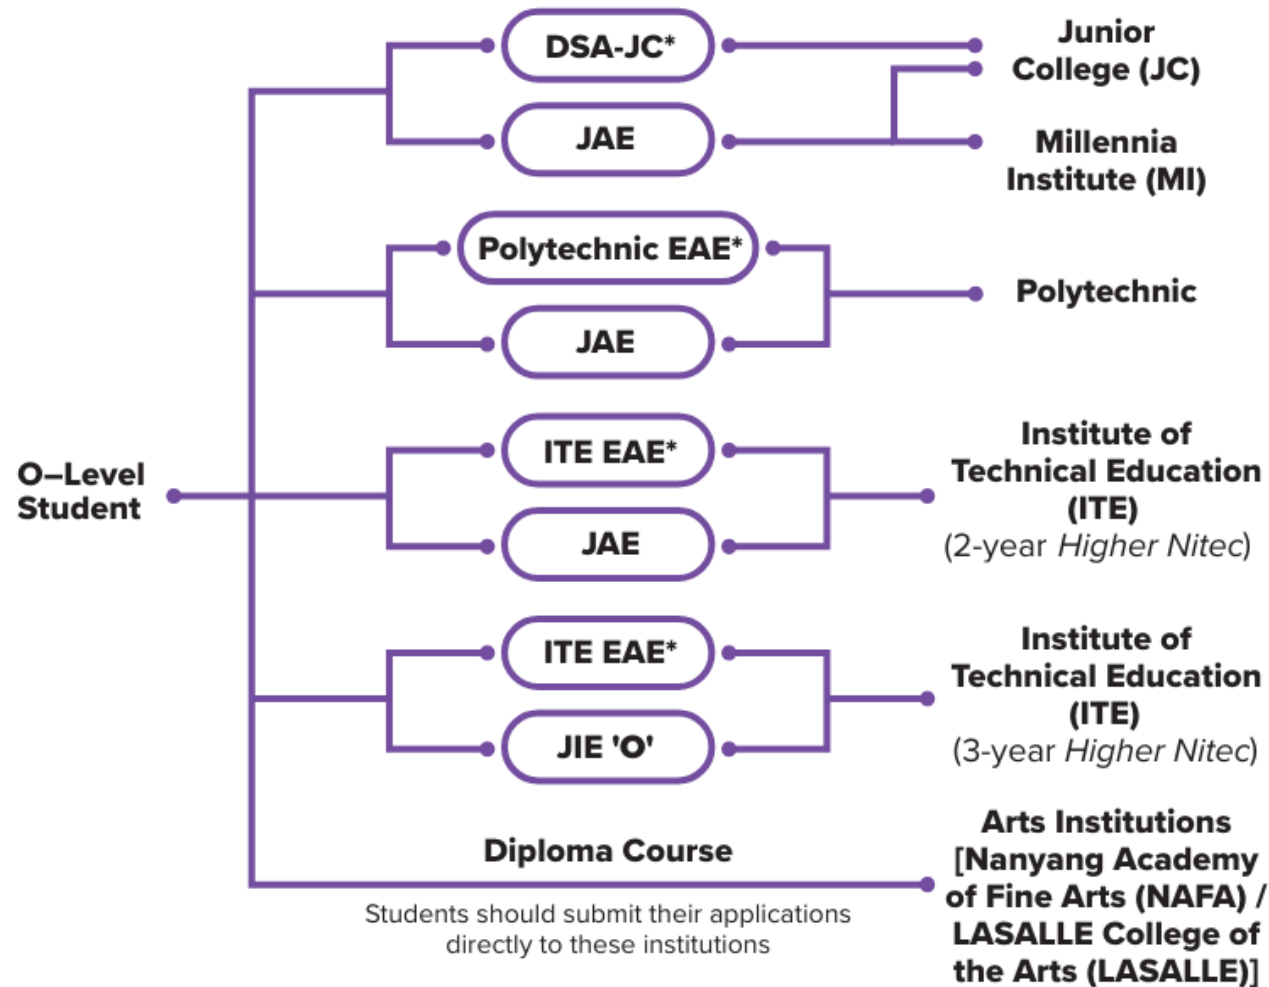 DSA-JC*
Junior
College (JC)
JAE
Millennia
Institute (MI)
Polytechnic EAE*
Polytechnic
JAE
O–Level
Student
ITE EAE*
JAE
Institute of
Technical Education
(ITE)
(2-year Higher Nitec)
ITE EAE*
JIE 'O'
Institute of
Technical Education
(ITE)
(3-year Higher Nitec)
Diploma Course
Students should submit their applications
directly to these institutions
Arts Institutions
[Nanyang Academy
of Fine Arts (NAFA) /
LASALLE College of
the Arts (LASALLE)]